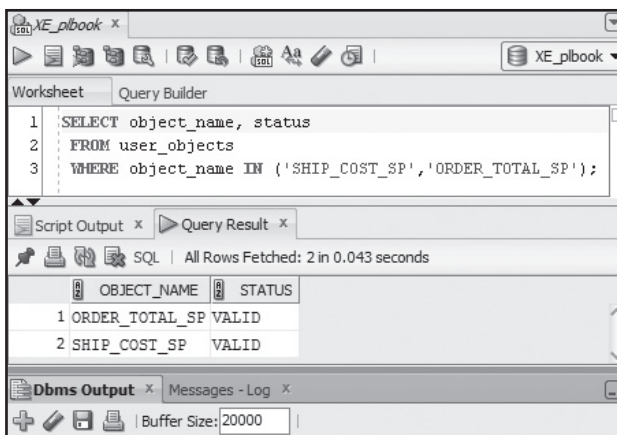 XE_plbook x
XE_plbook
Worksheet Query Builder
1 SELECT object_name, status
2 FROM user_objects
3 WHERE object_name IN ('SHIP_COST_SP','ORDER_TOTAL_SP');
Script Output x Query Result x
SQL | All Rows Fetched: 2 in 0.043 seconds
OBJECT_NAME STATUS
1 ORDER_TOTAL_SP VALID
2 SHIP_COST_SP VALID
Dbms Output x Messages - Log x
Buffer Size: 20000